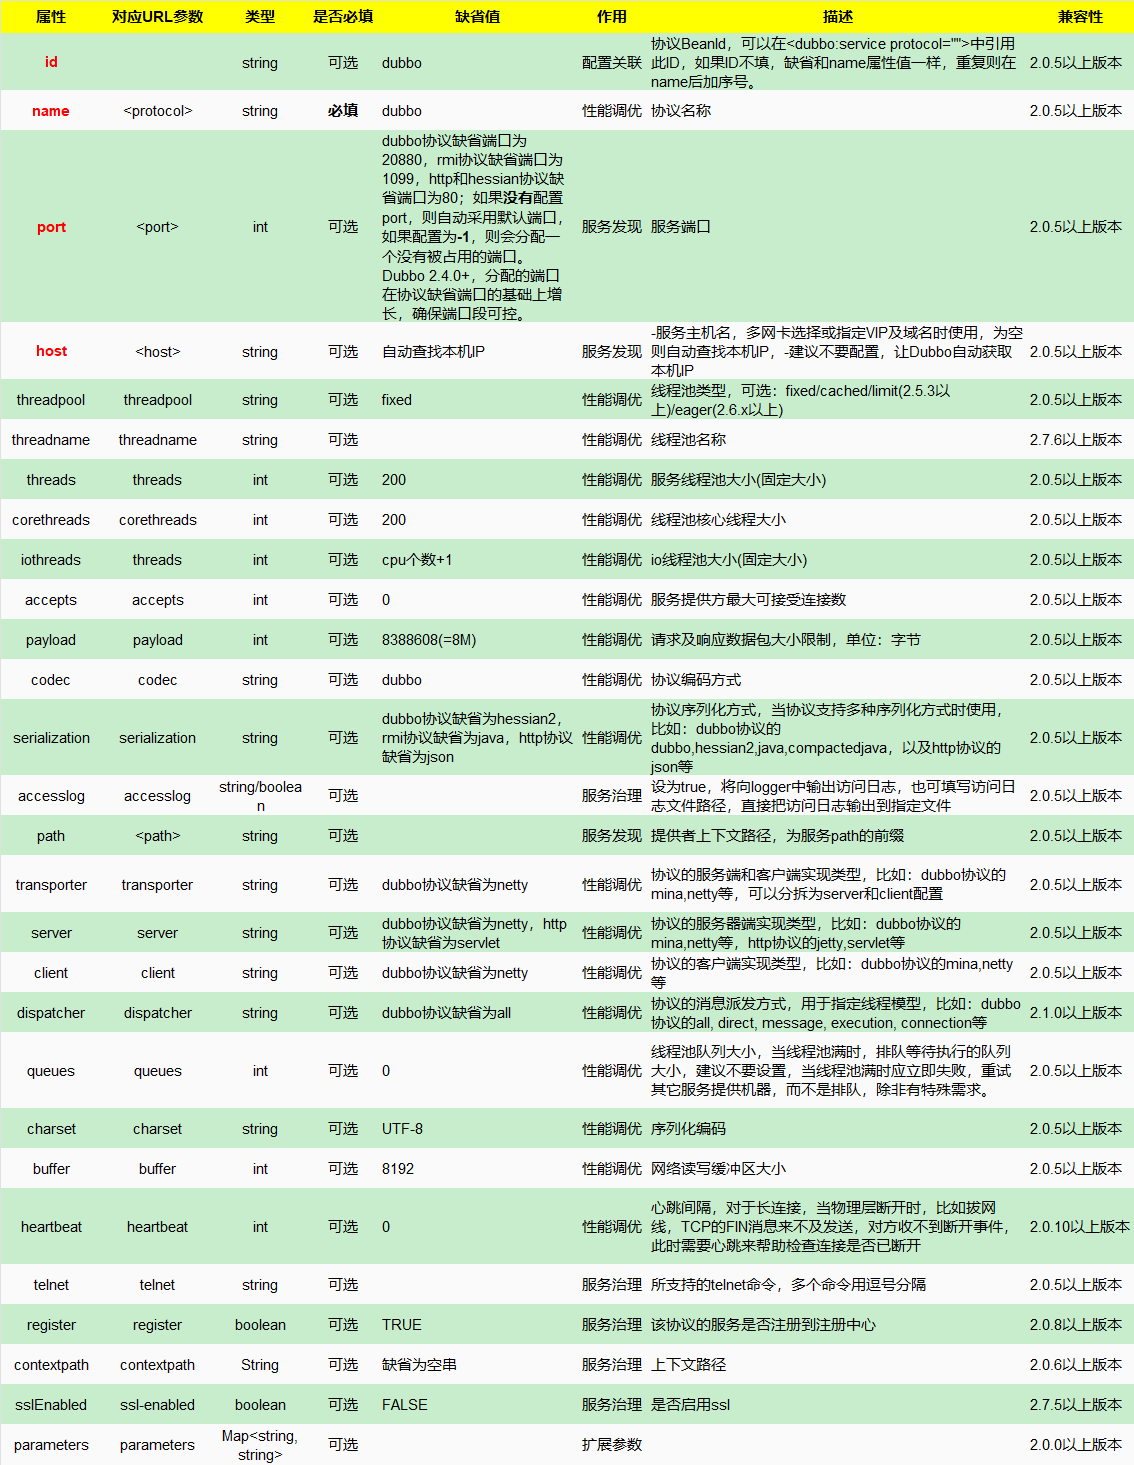 属性 对应URL参数 类型 是否必填 缺省值 作用 描述 兼容性
id string 可选 dubbo 配置关联 协议BeanId，可以在<dubbo:service protocol="">中引用
此ID，如果ID不填，缺省和name属性值一样，重复则在
name后加序号。 2.0.5以上版本
name <protocol> string 必填 dubbo 性能调优 协议名称 2.0.5以上版本
port <port> int 可选 dubbo协议缺省端口为
20880，rmi协议缺省端口为
1099，http和hessian协议缺
省端口为80；如果没有配置
port，则自动采用默认端口，
如果配置为-1，则会分配一
个没有被占用的端口。
Dubbo 2.4.0+，分配的端口
在协议缺省端口的基础上增
长，确保端口段可控。 服务发现 服务端口 2.0.5以上版本
host <host> string 可选 自动查找本机IP 服务发现 -服务主机名，多网卡选择或指定VIP及域名时使用，为空
则自动查找本机IP，-建议不要配置，让Dubbo自动获取
本机IP 2.0.5以上版本
threadpool threadpool string 可选 fixed 性能调优 线程池类型，可选：fixed/cached/limit(2.5.3以
上)/eager(2.6.x以上) 2.0.5以上版本
threadname threadname string 可选 性能调优 线程池名称 2.7.6以上版本
threads threads int 可选 200 性能调优 服务线程池大小(固定大小) 2.0.5以上版本
corethreads corethreads int 可选 200 性能调优 线程池核心线程大小 2.0.5以上版本
iothreads threads int 可选 cpu个数+1 性能调优 io线程池大小(固定大小) 2.0.5以上版本
accepts accepts int 可选 0 性能调优 服务提供方最大可接受连接数 2.0.5以上版本
payload payload int 可选 8388608(=8M) 性能调优 请求及响应数据包大小限制，单位：字节 2.0.5以上版本
codec codec string 可选 dubbo 性能调优 协议编码方式 2.0.5以上版本
serialization serialization string 可选 dubbo协议缺省为hessian2，
rmi协议缺省为java，http协议
缺省为json 性能调优 协议序列化方式，当协议支持多种序列化方式时使用，
比如：dubbo协议的
dubbo,hessian2,java,compactedjava，以及http协议的
json等 2.0.5以上版本
accesslog accesslog string/boolea
n 可选 服务治理 设为true，将向logger中输出访问日志，也可填写访问日
志文件路径，直接把访问日志输出到指定文件 2.0.5以上版本
path <path> string 可选 服务发现 提供者上下文路径，为服务path的前缀 2.0.5以上版本
transporter transporter string 可选 dubbo协议缺省为netty 性能调优 协议的服务端和客户端实现类型，比如：dubbo协议的
mina,netty等，可以分拆为server和client配置 2.0.5以上版本
server server string 可选 dubbo协议缺省为netty，http
协议缺省为servlet 性能调优 协议的服务器端实现类型，比如：dubbo协议的
mina,netty等，http协议的jetty,servlet等 2.0.5以上版本
client client string 可选 dubbo协议缺省为netty 性能调优 协议的客户端实现类型，比如：dubbo协议的mina,netty
等 2.0.5以上版本
dispatcher dispatcher string 可选 dubbo协议缺省为all 性能调优 协议的消息派发方式，用于指定线程模型，比如：dubbo
协议的all, direct, message, execution, connection等 2.1.0以上版本
queues queues int 可选 0 性能调优 线程池队列大小，当线程池满时，排队等待执行的队列
大小，建议不要设置，当线程池满时应立即失败，重试
其它服务提供机器，而不是排队，除非有特殊需求。 2.0.5以上版本
charset charset string 可选 UTF-8 性能调优 序列化编码 2.0.5以上版本
buffer buffer int 可选 8192 性能调优 网络读写缓冲区大小 2.0.5以上版本
heartbeat heartbeat int 可选 0 性能调优 心跳间隔，对于长连接，当物理层断开时，比如拔网
线，TCP的FIN消息来不及发送，对方收不到断开事件，
此时需要心跳来帮助检查连接是否已断开 2.0.10以上版本
telnet telnet string 可选 服务治理 所支持的telnet命令，多个命令用逗号分隔 2.0.5以上版本
register register boolean 可选 TRUE 服务治理 该协议的服务是否注册到注册中心 2.0.8以上版本
contextpath contextpath String 可选 缺省为空串 服务治理 上下文路径 2.0.6以上版本
sslEnabled ssl-enabled boolean 可选 FALSE 服务治理 是否启用ssl 2.7.5以上版本
parameters parameters Map<string,
string> 可选 扩展参数 2.0.0以上版本